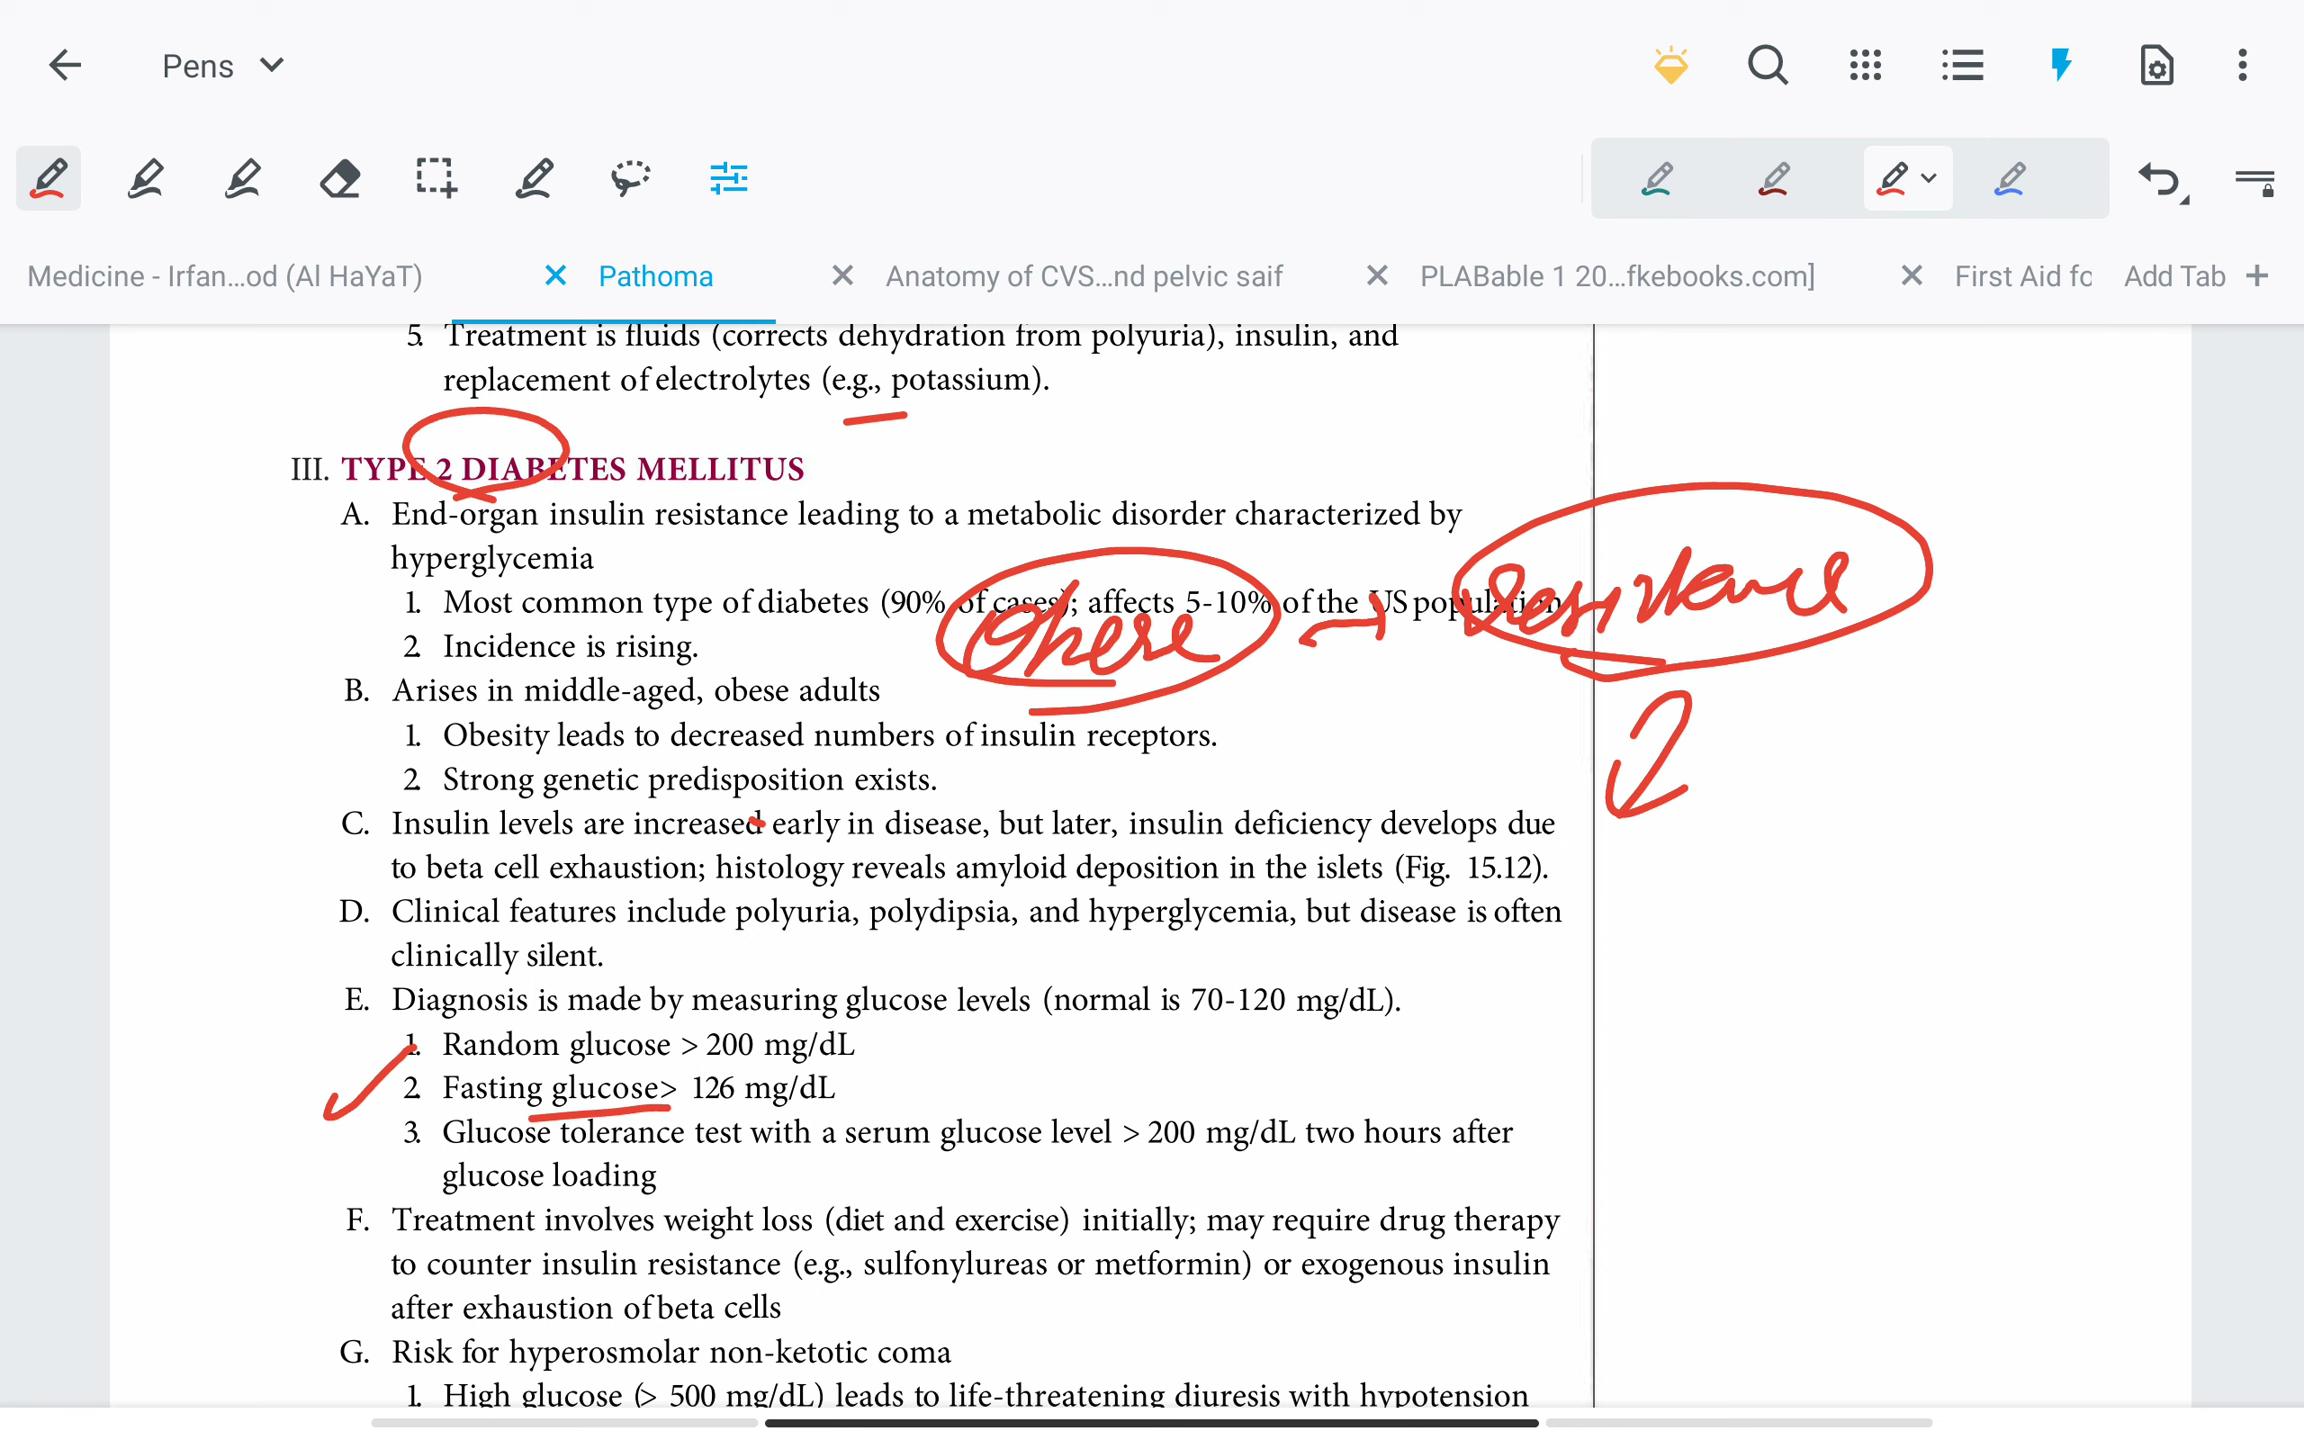 Pens
Medicine - Irfan...od (Al HaYaT)
Pathoma
Anatomy of CVS...nd pelvic saif
PLABable 1 20...fkebooks.com]
First Aid fo
Add Tab +
5. Treatment is fluids (corrects dehydration from polyuria), insulin, and
replacement of electrolytes (e.g., potassium).
III. TYPE 2 DIABETES MELLITUS
A. End-organ insulin resistance leading to a metabolic disorder characterized by
hyperglycemia
1. Most common type of diabetes (90% of cases); affects 5-10% of the US population
Obese → Resistance
2. Incidence is rising.
B. Arises in middle-aged, obese adults
1. Obesity leads to decreased numbers of insulin receptors.
2. Strong genetic predisposition exists.
C. Insulin levels are increased early in disease, but later, insulin deficiency develops due
to beta cell exhaustion; histology reveals amyloid deposition in the islets (Fig. 15.12).
D. Clinical features include polyuria, polydipsia, and hyperglycemia, but disease is often
clinically silent.
E. Diagnosis is made by measuring glucose levels (normal is 70-120 mg/dL).
1. Random glucose > 200 mg/dL
2. Fasting glucose> 126 mg/dL
3. Glucose tolerance test with a serum glucose level > 200 mg/dL two hours after
glucose loading
F. Treatment involves weight loss (diet and exercise) initially; may require drug therapy
to counter insulin resistance (e.g., sulfonylureas or metformin) or exogenous insulin
after exhaustion of beta cells
G. Risk for hyperosmolar non-ketotic coma
1. High glucose (> 500 mg/dL) leads to life-threatening diuresis with hypotension